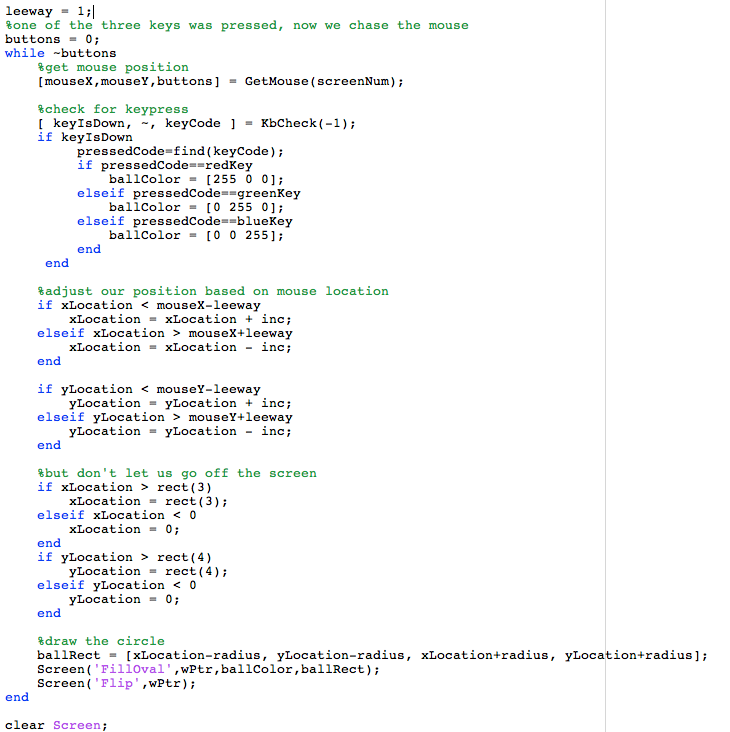 leeway = 1;
%one of the three keys was pressed, now we chase the mouse
buttons = 0;
while ~buttons
    %get mouse position
    [mouseX,mouseY,buttons] = GetMouse(screenNum);

    %check for keypress
    [ keyIsDown, ~, keyCode ] = KbCheck(-1);
    if keyIsDown
         pressedCode=find(keyCode);
         if pressedCode==redKey
             ballColor = [255 0 0];
         elseif pressedCode==greenKey
             ballColor = [0 255 0];
         elseif pressedCode==blueKey
             ballColor = [0 0 255];
         end
     end

    %adjust our position based on mouse location
    if xLocation < mouseX-leeway
        xLocation = xLocation + inc;
    elseif xLocation > mouseX+leeway
        xLocation = xLocation - inc;
    end

    if yLocation < mouseY-leeway
        yLocation = yLocation + inc;
    elseif yLocation > mouseY+leeway
        yLocation = yLocation - inc;
    end

    %but don't let us go off the screen
    if xLocation > rect(3)
        xLocation = rect(3);
    elseif xLocation < 0
        xLocation = 0;
    end
    if yLocation > rect(4)
        yLocation = rect(4);
    elseif yLocation < 0
        yLocation = 0;
    end

    %draw the circle
    ballRect = [xLocation-radius, yLocation-radius, xLocation+radius, yLocation+radius];
    Screen('FillOval',wPtr,ballColor,ballRect);
    Screen('Flip',wPtr);
end

clear Screen;